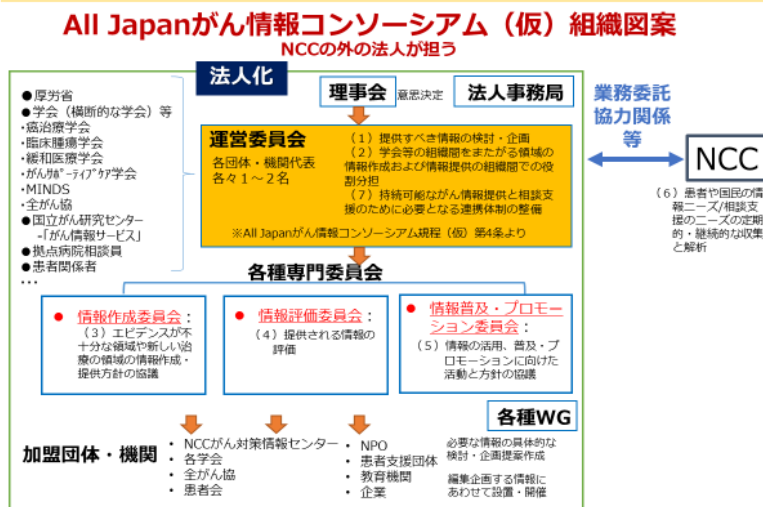 All Japanがん情報コンソーシアム（仮）組織図案
NCCの外の法人が担う
法人化
●厚労省
●学会（横断的な学会）等
・癌治療学会
・臨床腫瘍学会
・緩和医療学会
・がんｻﾎﾟｰﾃｨﾌﾞｹｱ学会
・MINDS
・全がん協
●国立がん研究センター
-「がん情報サービス」
●拠点病院相談員
●患者関係者
…
理事会 意思決定
法人事務局
運営委員会
各団体・機関代表
各々１～２名
（１）提供すべき情報の検討・企画
（２）学会等の組織間をまたがる領域の
情報作成および情報提供の組織間での役
割分担
（７）持続可能ながん情報提供と相談支
援のために必要となる連携体制の整備
※All Japanがん情報コンソーシアム規程（仮）第4条より
業務委託
協力関係
等
NCC
（６）患者や国民の情
報ニーズ/相談支
援の二ーズの定期
的・継続的な収集
と解析
各種専門委員会
● 情報作成委員会：
（３）エビデンスが不
十分な領域や新しい治
療の領域の情報作成・
提供方針の協議
● 情報評価委員会：
（４）提供される情報の
評価
● 情報普及・プロモー
ション委員会：
（５）情報の活用、普及・プ
ロモーションに向けた
活動と方針の協議
各種WG
必要な情報の具体的な
検討・企画提案作成
編集企画する情報に
あわせて設置・開催
加盟団体・機関
• NCCがん対策情報センター
• 各学会
• 全がん協
• 患者会
• NPO
• 患者支援団体
• 教育機関
• 企業